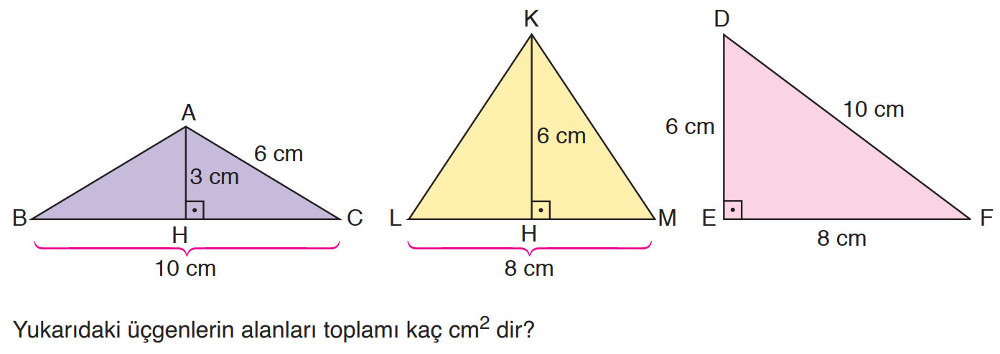 K
D
A
10 cm
6 cm
6 cm
6 cm
3 cm
B
H
C
L
H
M
E
F
8 cm
10 cm
8 cm
Yukarıdaki üçgenlerin alanları toplamı kaç cm² dir?